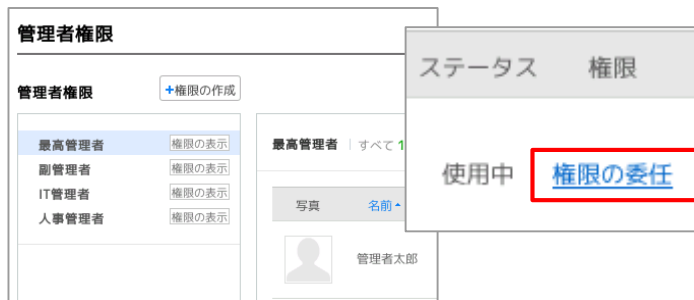 管理者権限
管理者権限
+権限の作成
最高管理者 権限の表示
副管理者 権限の表示
IT管理者 権限の表示
人事管理者 権限の表示
最高管理者 | すべて 1
写真 名前
管理者太郎
ステータス 権限
使用中 権限の委任